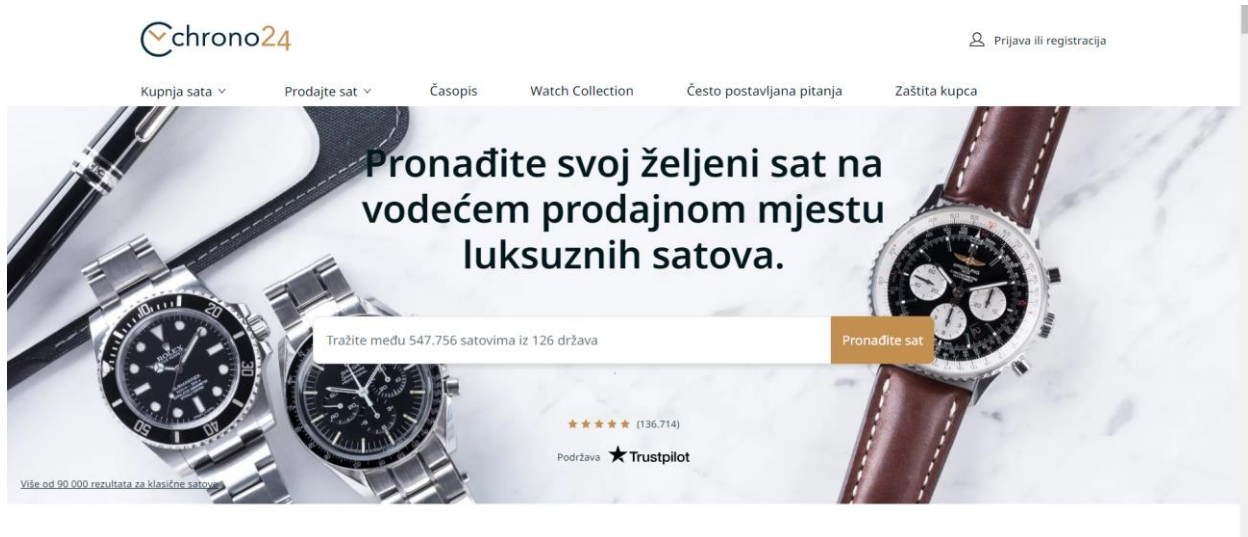 chrono24
Prijava ili registracija
Kupnja sata
Prodajte sat
Časopis
Watch Collection
Često postavljana pitanja
Zaštita kupca
Pronađite svoj željeni sat na
vodećem prodajnom mjestu
luksuznih satova.
Tražite među 547.756 satovima iz 126 država
Pronađite sat
(136.714)
Podržava Trustpilot
Više od 90 000 rezultata za klasične satove
ROLEX
BREITLING